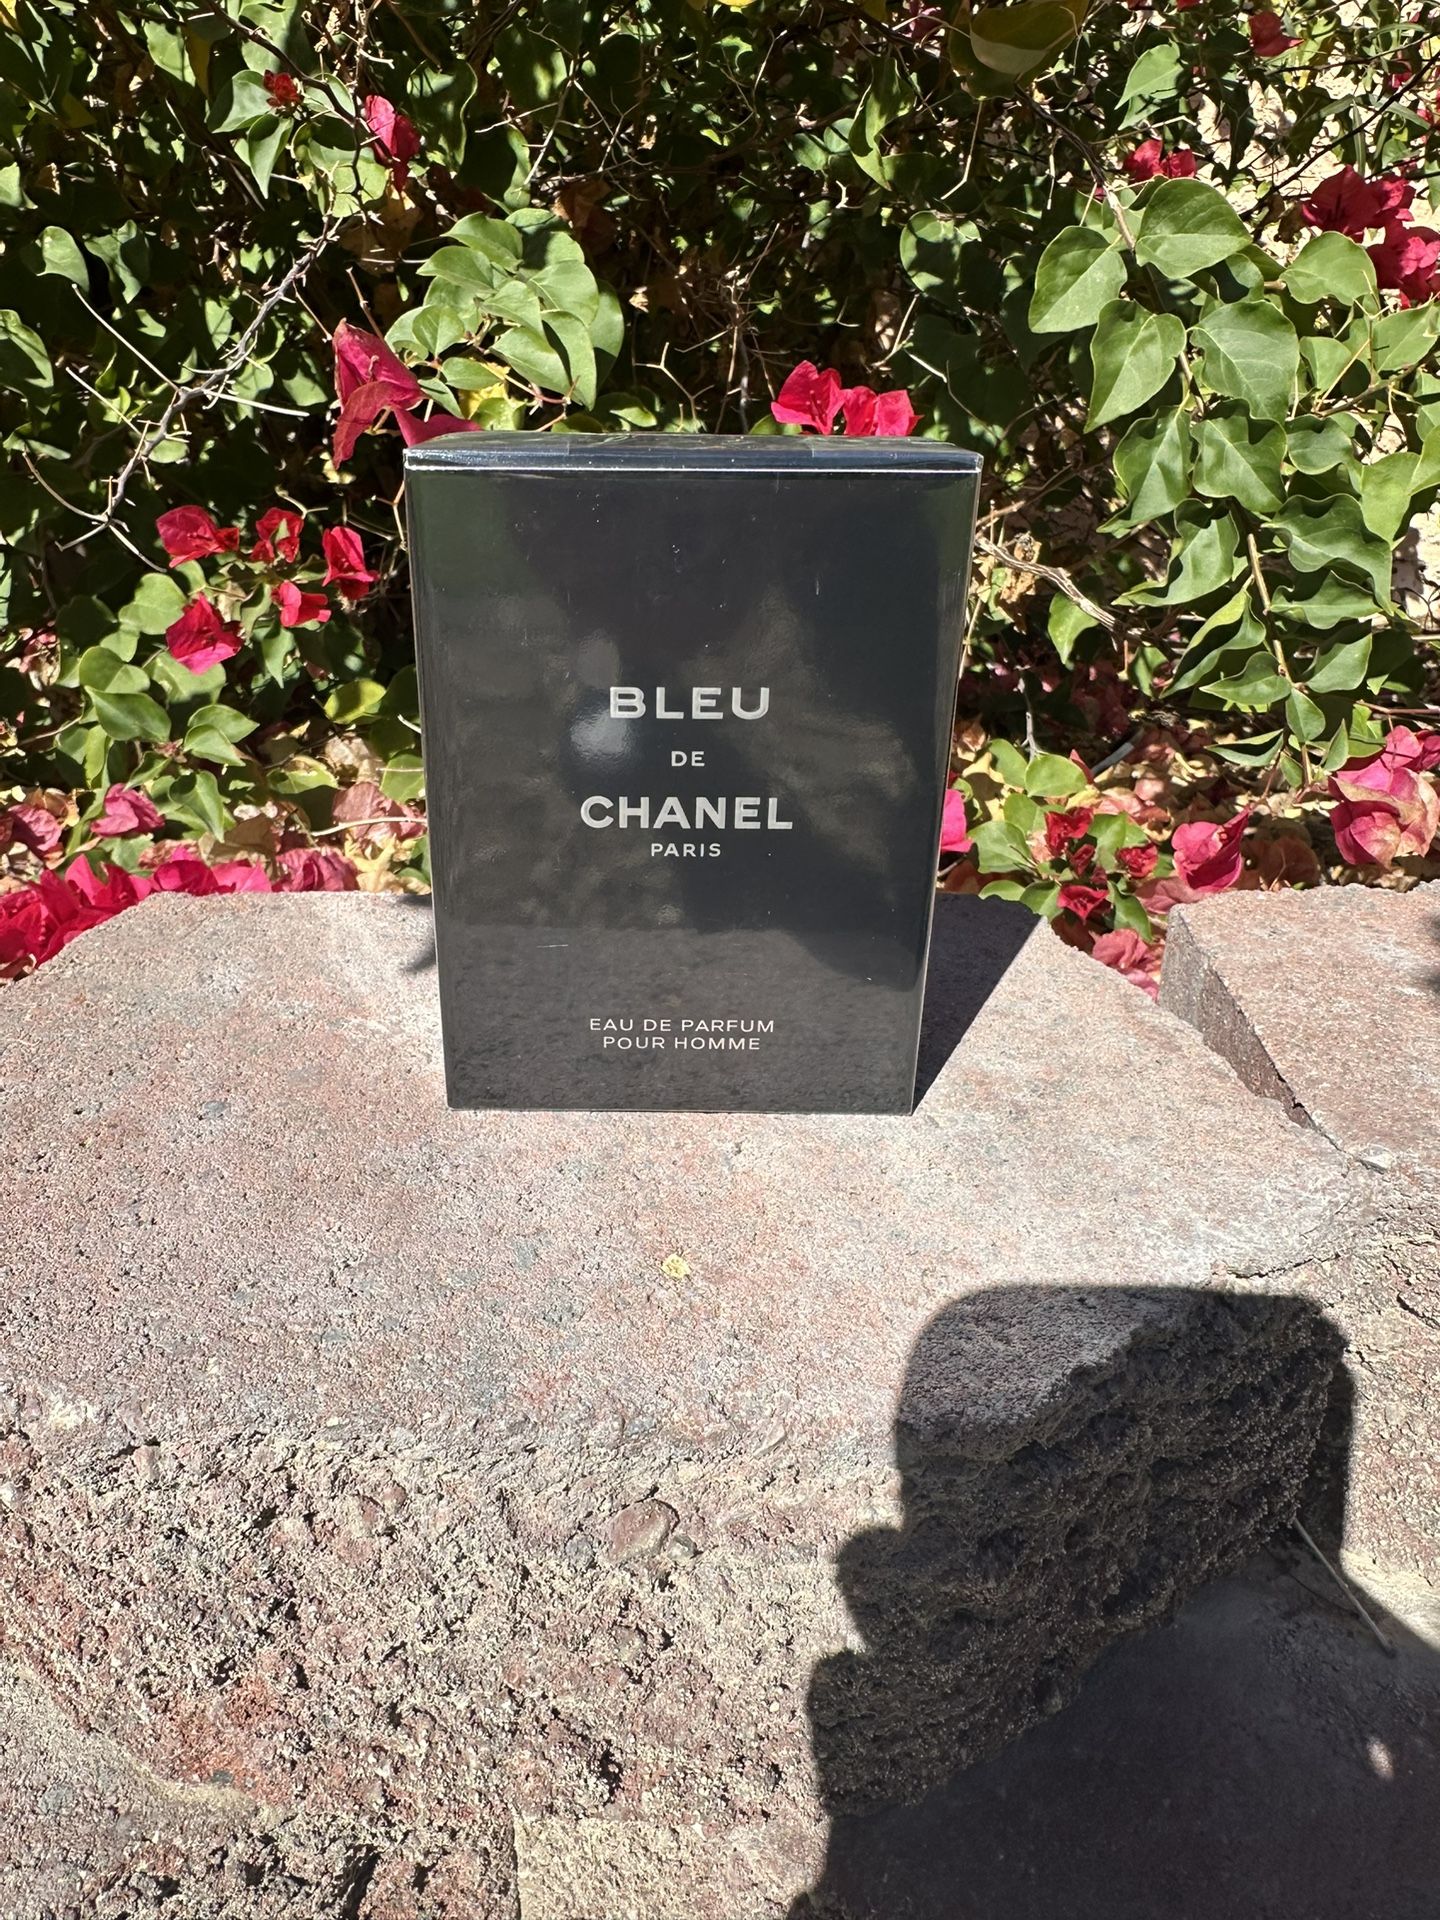 BLEU
DE
CHANEL
PARIS
EAU DE PARFUM
POUR HOMME